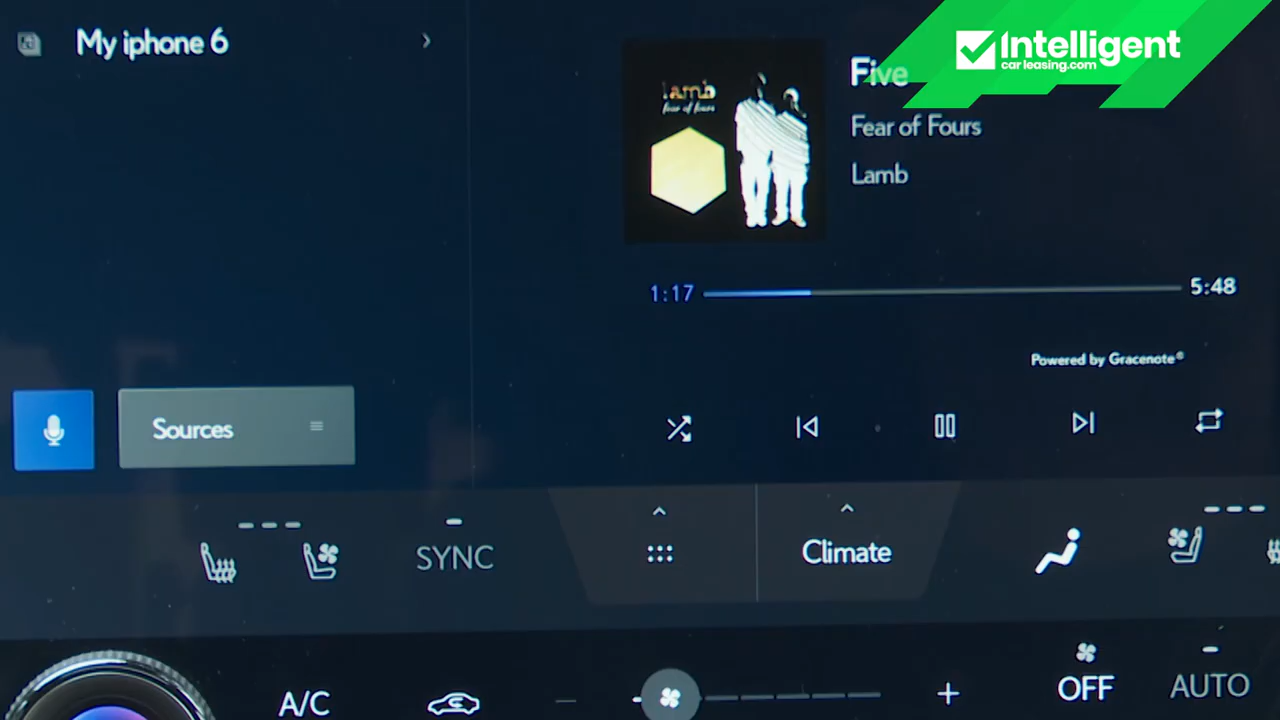 My iphone 6
Intelligent
carleasing.com
lamb
fear of fours
Five
Fear of Fours
Lamb
1:17
5:48
Powered by Gracenote®
Sources
SYNC
Climate
A/C
OFF
AUTO